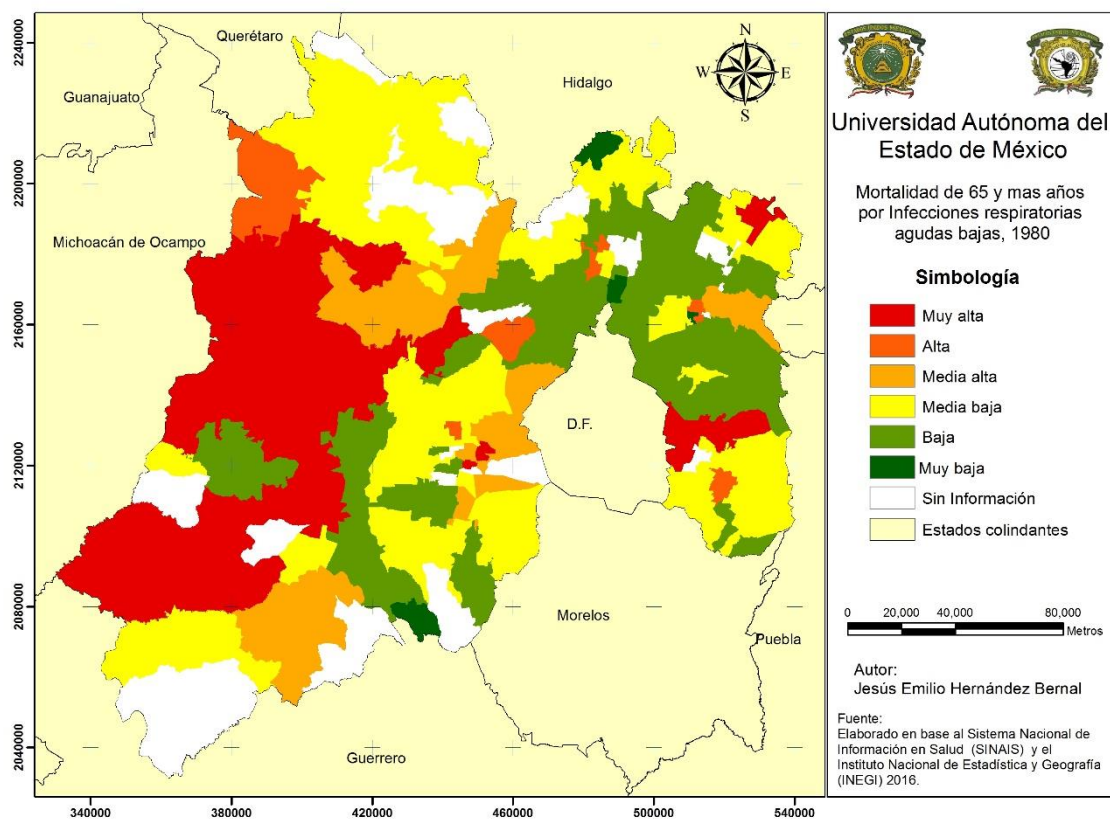 Querétaro
Hidalgo
Guanajuato
Michoacán de Ocampo
D.F.
Morelos
Puebla
Guerrero
N
W
E
S
2240000
2200000
2160000
2120000
2080000
2040000
340000
380000
420000
460000
500000
540000
Universidad Autónoma del
Estado de México
Mortalidad de 65 y mas años
por Infecciones respiratorias
agudas bajas, 1980
Simbología
Muy alta
Alta
Media alta
Media baja
Baja
Muy baja
Sin Información
Estados colindantes
0
20,000
40,000
80,000
Metros
Autor:
Jesús Emilio Hernández Bernal
Fuente:
Elaborado en base al Sistema Nacional de
Información en Salud (SINAIS) y el
Instituto Nacional de Estadística y Geografía
(INEGI) 2016.